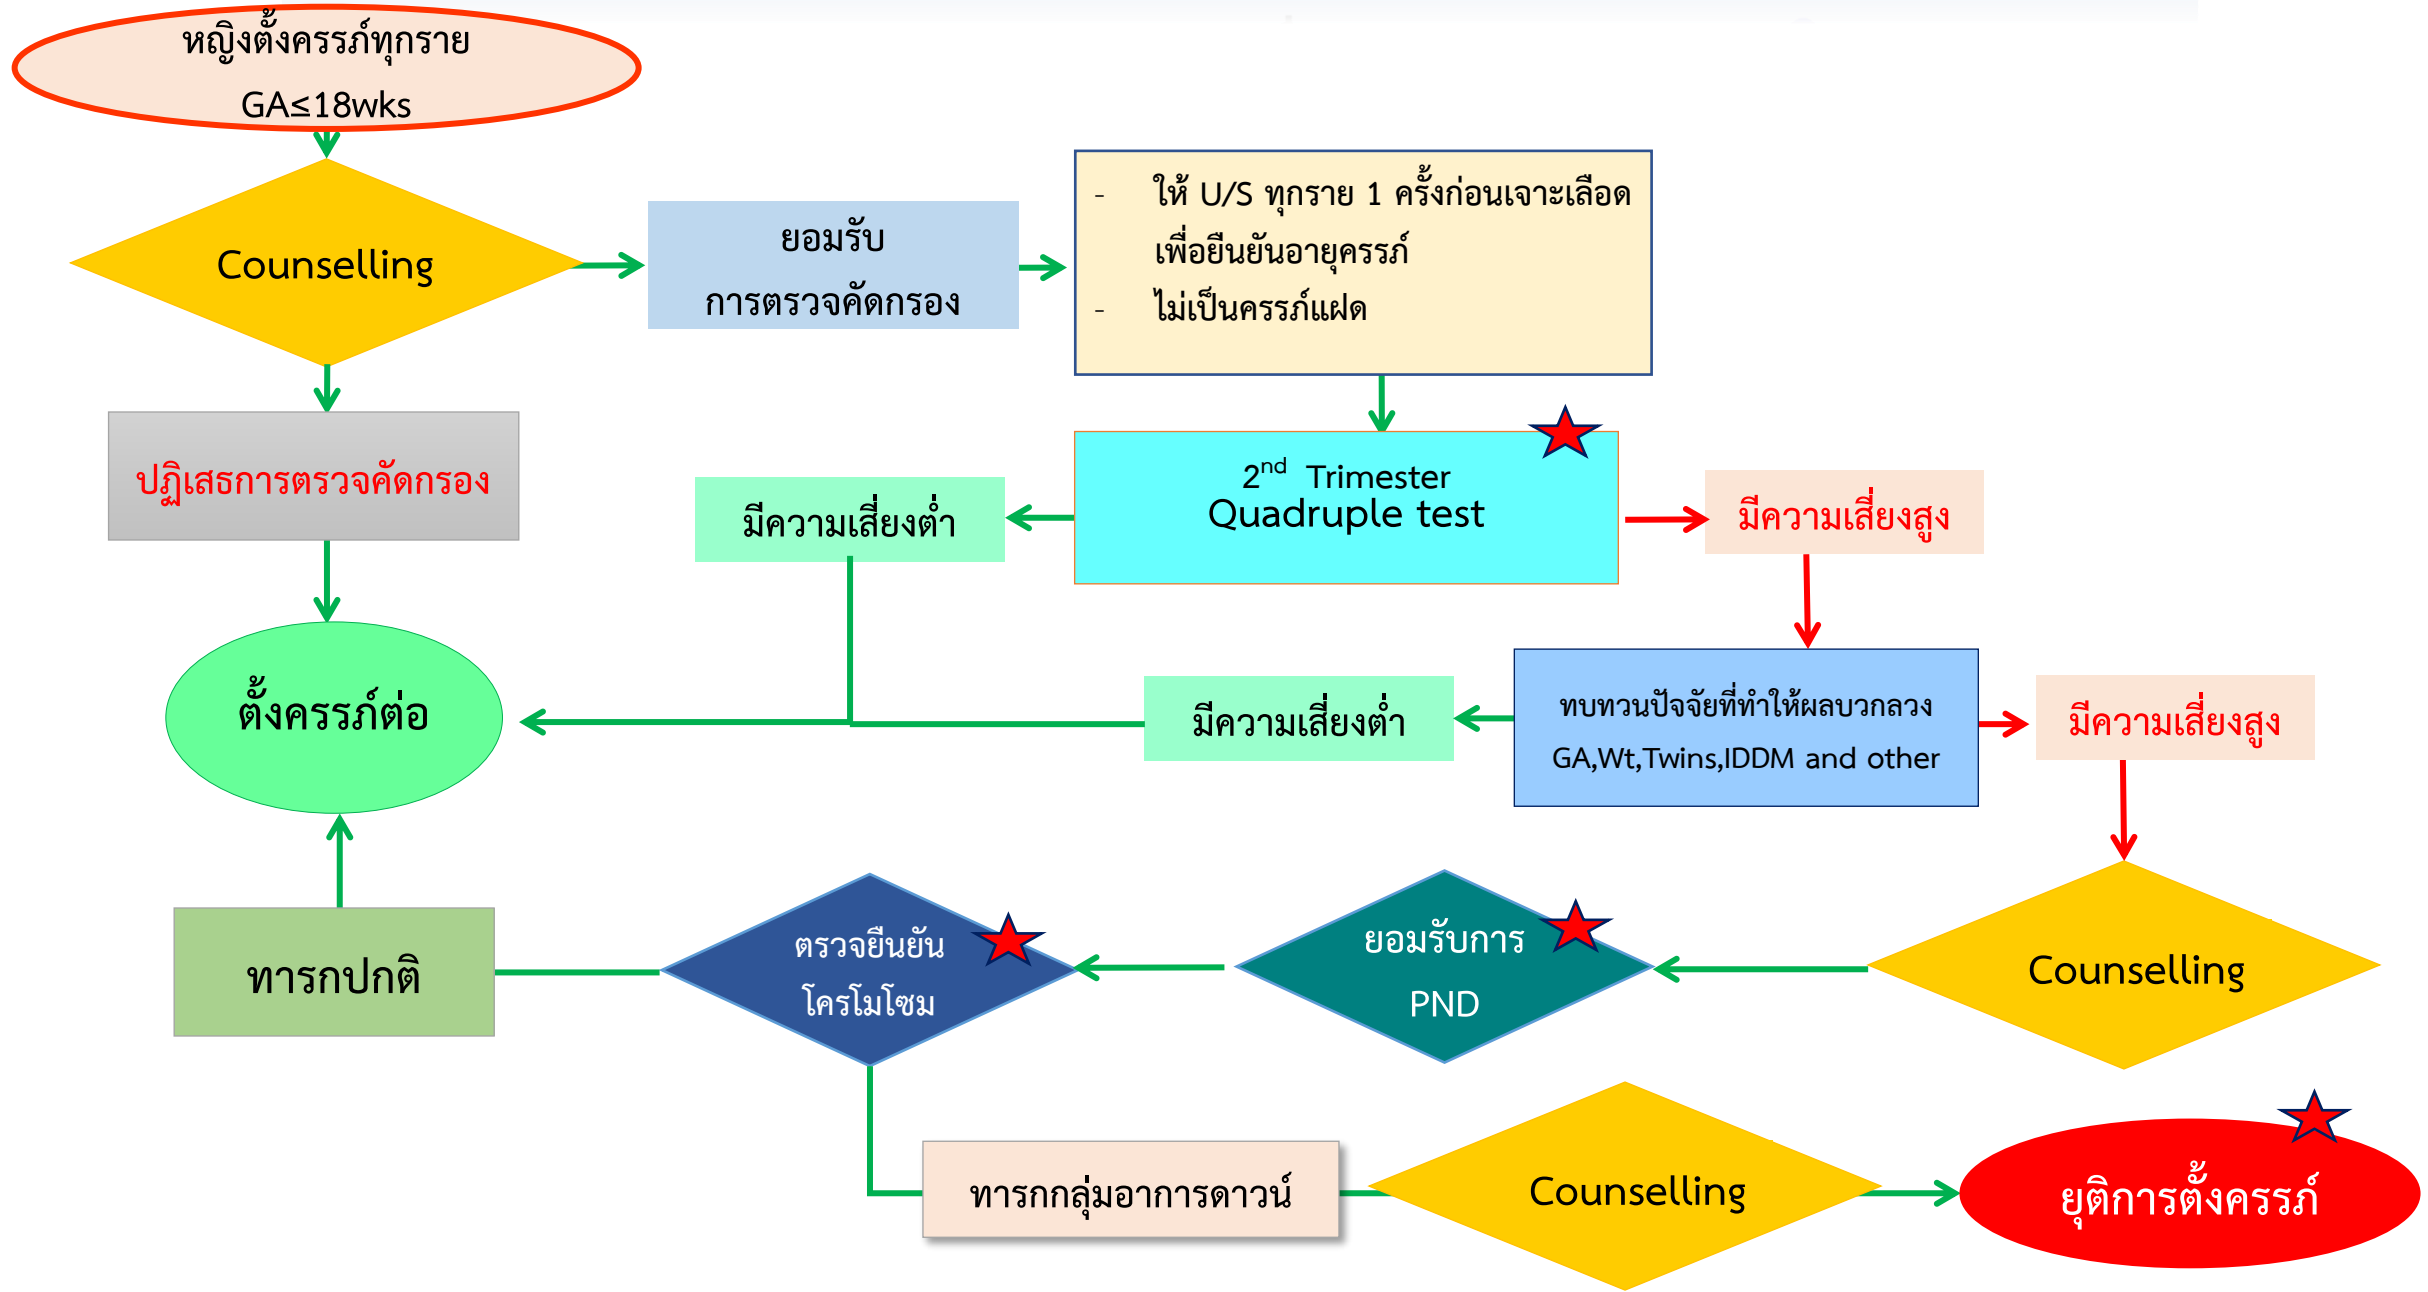 หญิงตั้งครรภ์ทุกราย
GA≤18wks
Counselling
ยอมรับ
การตรวจคัดกรอง
- ให้ U/S ทุกราย 1 ครั้งก่อนเจาะเลือด
เพื่อยืนยันอายุครรภ์
- ไม่เป็นครรภ์แฝด
ปฏิเสธการตรวจคัดกรอง
มีความเสี่ยงต่ำ
2nd Trimester
Quadruple test
มีความเสี่ยงสูง
ตั้งครรภ์ต่อ
มีความเสี่ยงต่ำ
ทบทวนปัจจัยที่ทำให้ผลบวกลวง
GA,Wt,Twins,IDDM and other
มีความเสี่ยงสูง
ทารกปกติ
ตรวจยืนยัน
โครโมโซม
ยอมรับการ
PND
Counselling
ทารกกลุ่มอาการดาวน์
Counselling
ยุติการตั้งครรภ์